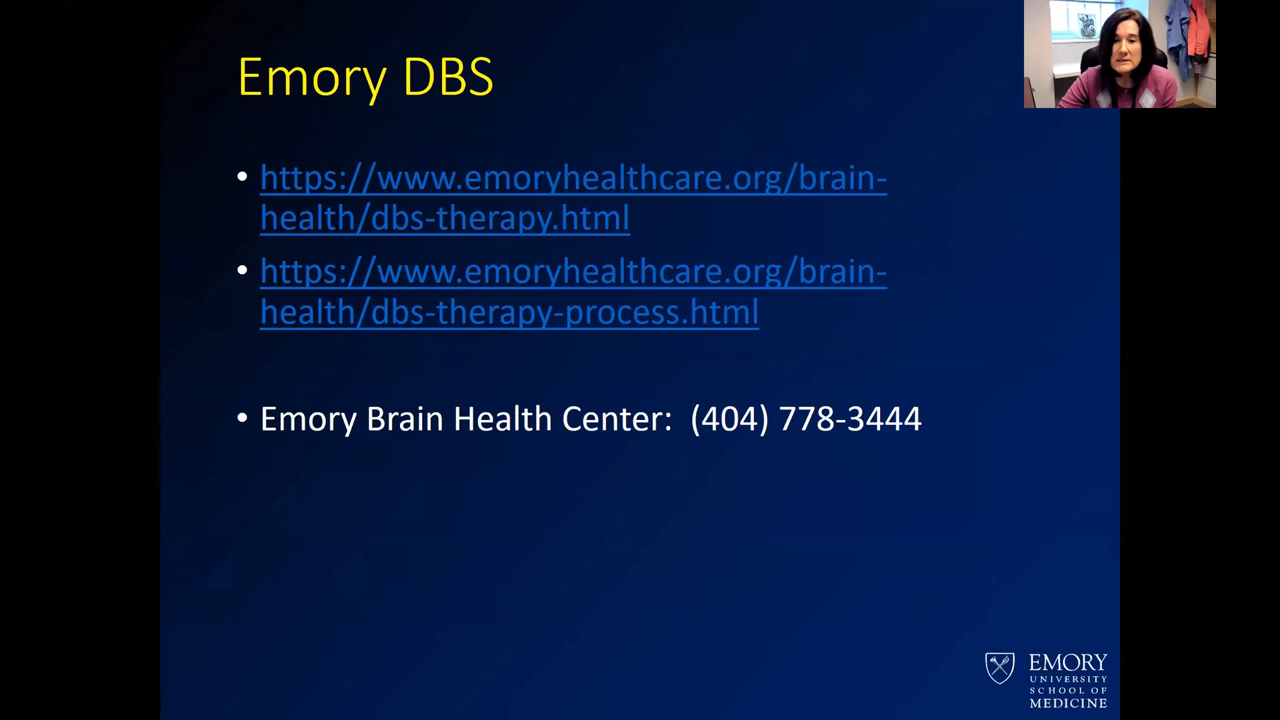 Emory DBS
• https://www.emoryhealthcare.org/brain-
health/dbs-therapy.html
• https://www.emoryhealthcare.org/brain-
health/dbs-therapy-process.html
• Emory Brain Health Center: (404) 778-3444
EMORY
UNIVERSITY
SCHOOL OF
MEDICINE